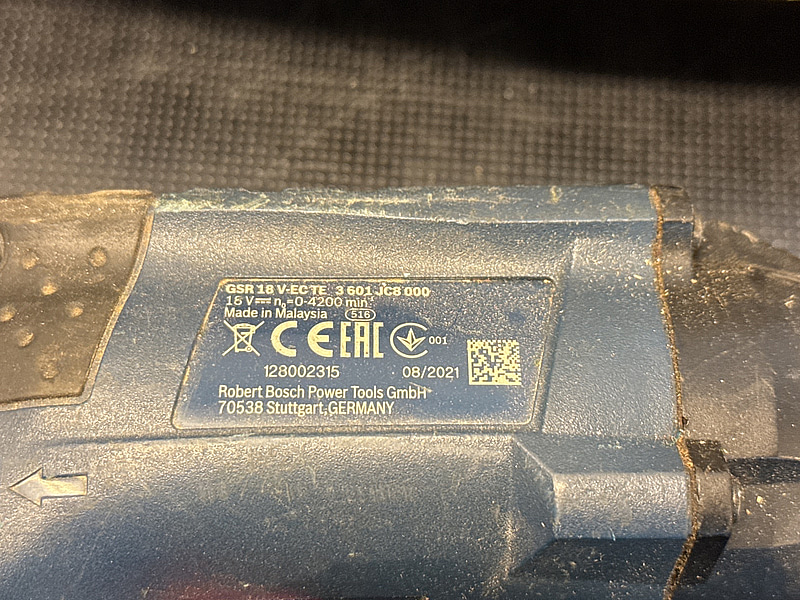 GSR 18 V-EC TE 3 601 JC8 000
18 V⎓ n₀=0-4200 min⁻¹
Made in Malaysia 516
CE EAC 001
128002315 08/2021
Robert Bosch Power Tools GmbH
70538 Stuttgart,GERMANY